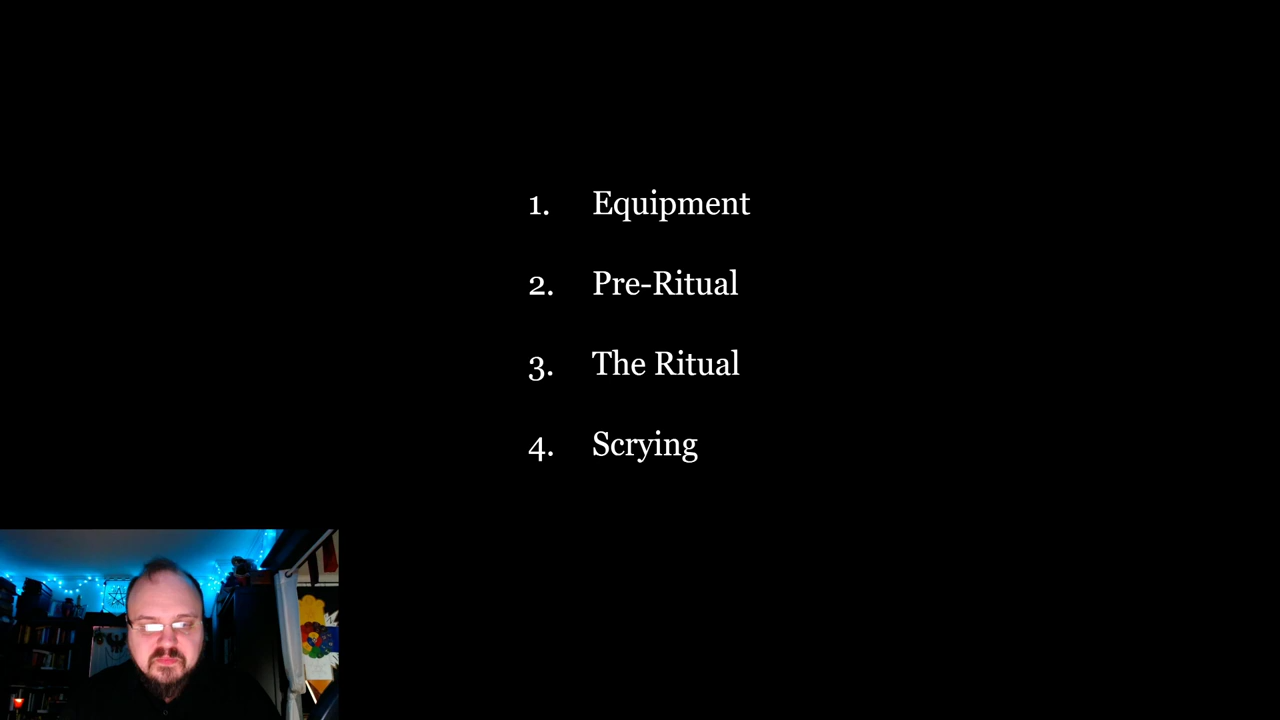 1. Equipment
2. Pre-Ritual
3. The Ritual
4. Scrying